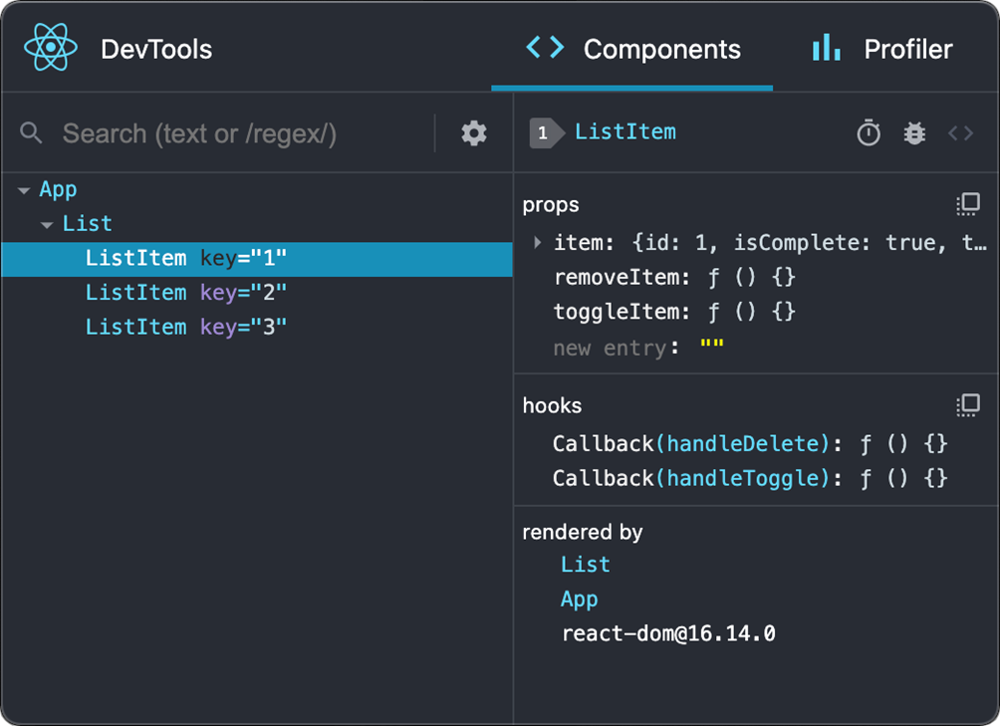 DevTools
Components
Profiler
Search (text or /regex/)
App
List
ListItem key="1"
ListItem key="2"
ListItem key="3"
1 ListItem
props
item: {id: 1, isComplete: true, t…
removeItem: ƒ () {}
toggleItem: ƒ () {}
new entry: ""
hooks
Callback(handleDelete): ƒ () {}
Callback(handleToggle): ƒ () {}
rendered by
List
App
react-dom@16.14.0